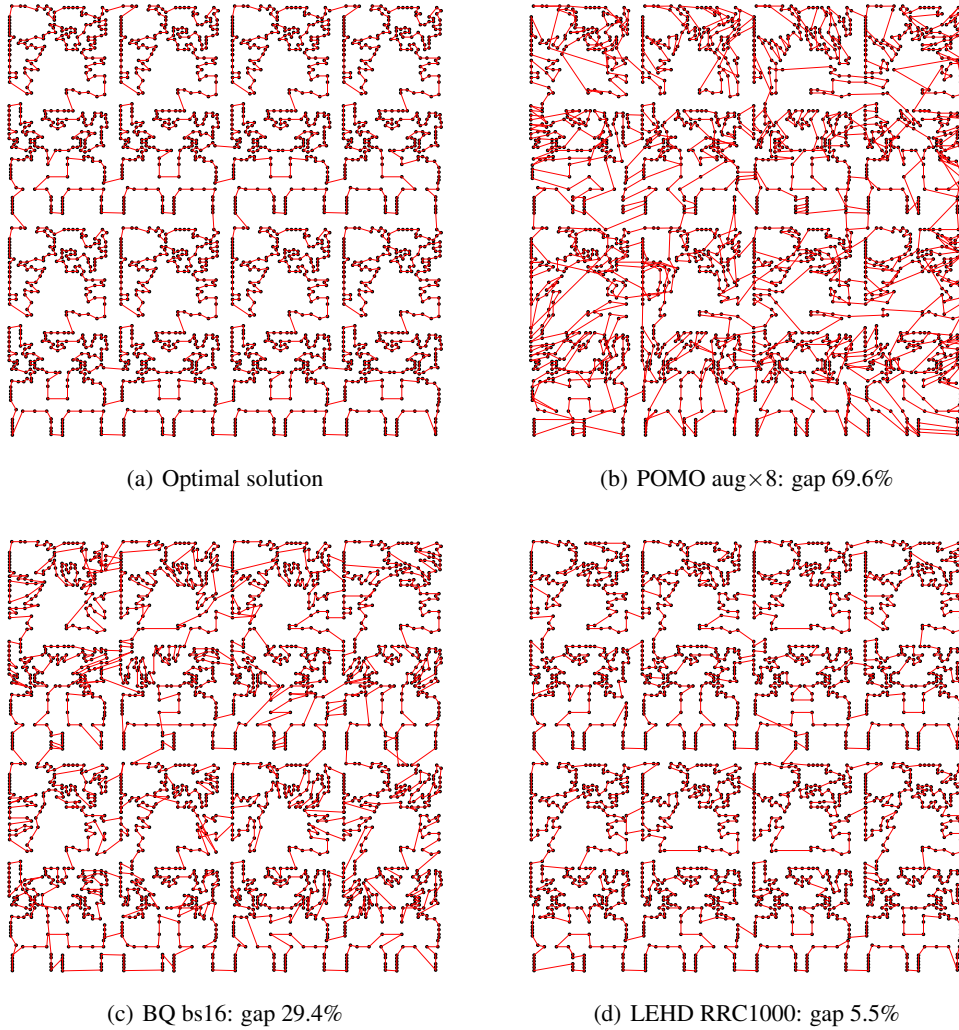 (a) Optimal solution
(b) POMO aug×8: gap 69.6%
(c) BQ bs16: gap 29.4%
(d) LEHD RRC1000: gap 5.5%